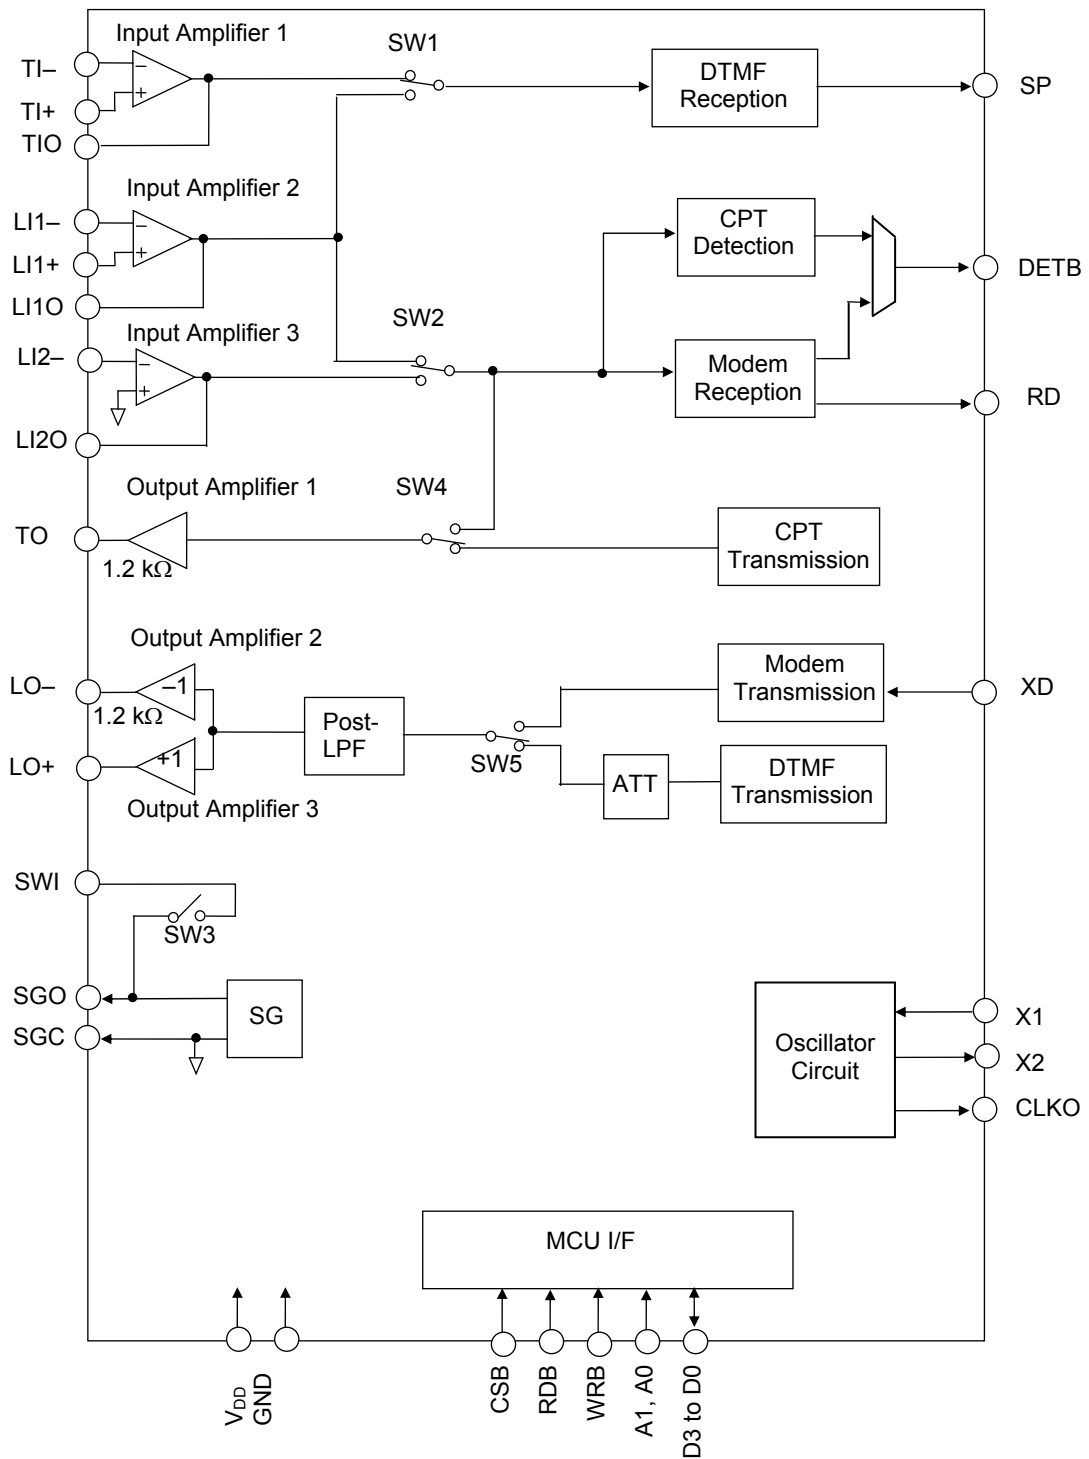 Input Amplifier 1
SW1
TI–
– 
+
TI+
TIO
DTMF
Reception
SP
Input Amplifier 2
LI1–
–
+
LI1+
LI1O
CPT
Detection
DETB
SW2
Input Amplifier 3
LI2–
–
+
LI2O
Modem
Reception
RD
Output Amplifier 1
SW4
TO
1.2 kΩ
CPT
Transmission
Output Amplifier 2
LO–
–1
1.2 kΩ
LO+
+1
Output Amplifier 3
Post-
LPF
SW5
Modem
Transmission
XD
ATT
DTMF
Transmission
SWI
SW3
SGO
SGC
SG
Oscillator
Circuit
X1
X2
CLKO
MCU I/F
VDD
GND
CSB
RDB
WRB
A1, A0
D3 to D0